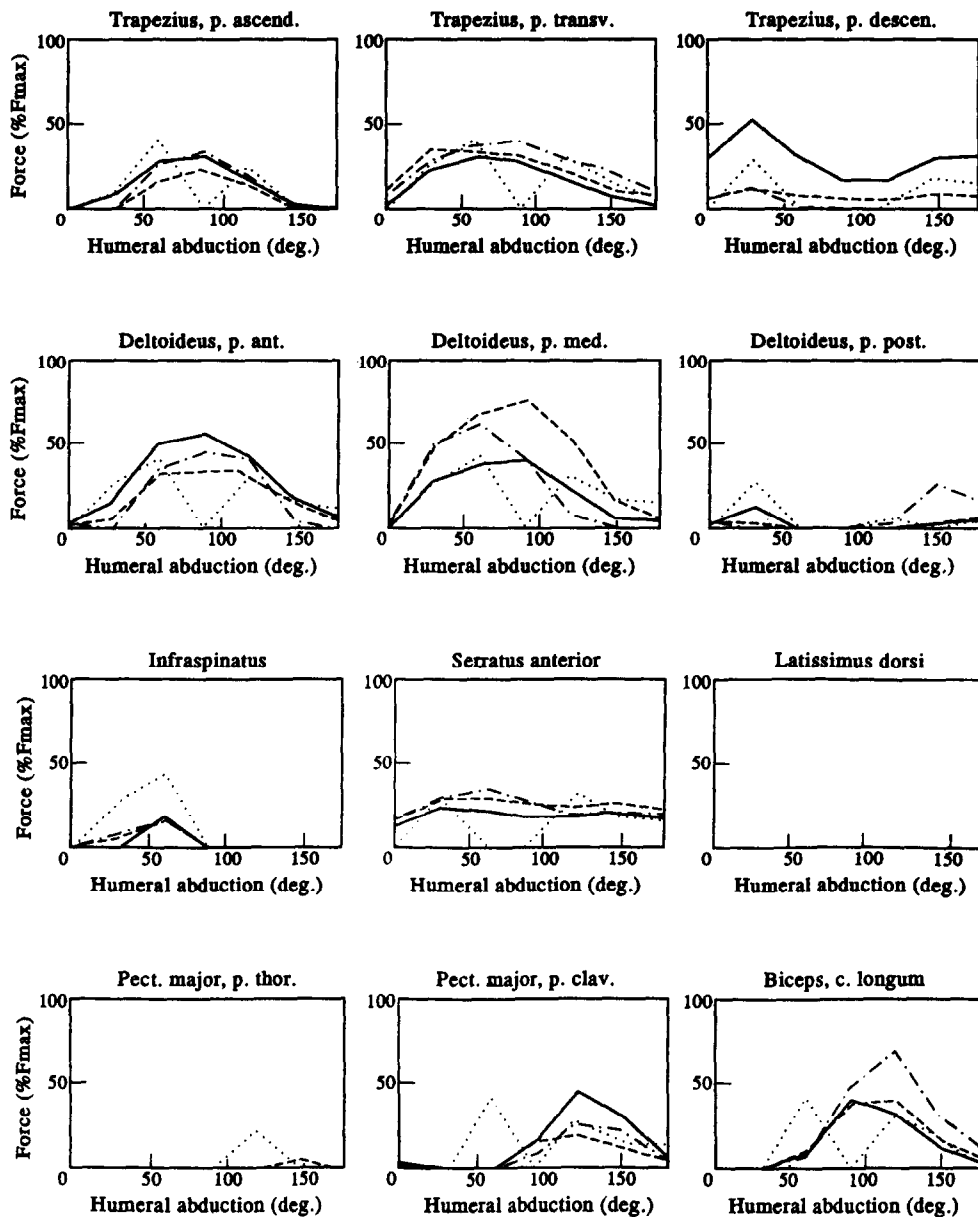 Trapezius, p. ascend. Trapezius, p. transv. Trapezius, p. descen.
Force (%Fmax)
100 100 100
50 50 50
0 50 100 150 0 50 100 150 0 50 100 150
Humeral abduction (deg.) Humeral abduction (deg.) Humeral abduction (deg.)
Deltoideus, p. ant. Deltoideus, p. med. Deltoideus, p. post.
Force (%Fmax)
100 100 100
50 50 50
0 50 100 150 0 50 100 150 0 50 100 150
Humeral abduction (deg.) Humeral abduction (deg.) Humeral abduction (deg.)
Infraspinatus Serratus anterior Latissimus dorsi
Force (%Fmax)
100 100 100
50 50 50
0 50 100 150 0 50 100 150 0 50 100 150
Humeral abduction (deg.) Humeral abduction (deg.) Humeral abduction (deg.)
Pect. major, p. thor. Pect. major, p. clav. Biceps, c. longum
Force (%Fmax)
100 100 100
50 50 50
0 50 100 150 0 50 100 150 0 50 100 150
Humeral abduction (deg.) Humeral abduction (deg.) Humeral abduction (deg.)